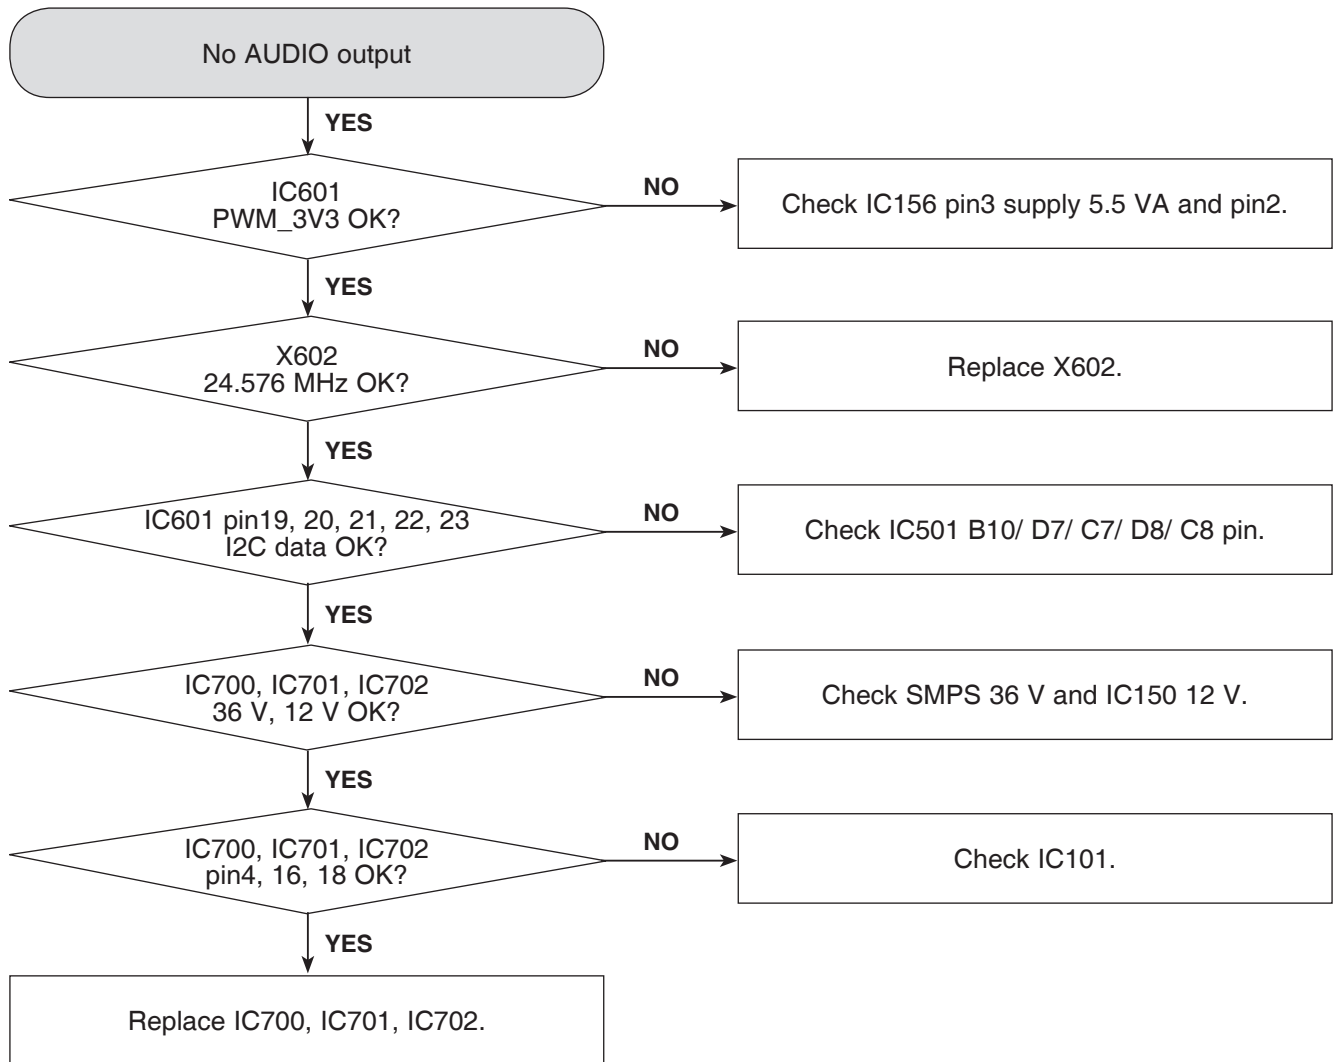 No AUDIO output
YES
IC601
PWM_3V3 OK?
NO
Check IC156 pin3 supply 5.5 VA and pin2.
YES
X602
24.576 MHz OK?
NO
Replace X602.
YES
IC601 pin19, 20, 21, 22, 23
I2C data OK?
NO
Check IC501 B10/ D7/ C7/ D8/ C8 pin.
YES
IC700, IC701, IC702
36 V, 12 V OK?
NO
Check SMPS 36 V and IC150 12 V.
YES
IC700, IC701, IC702
pin4, 16, 18 OK?
NO
Check IC101.
YES
Replace IC700, IC701, IC702.